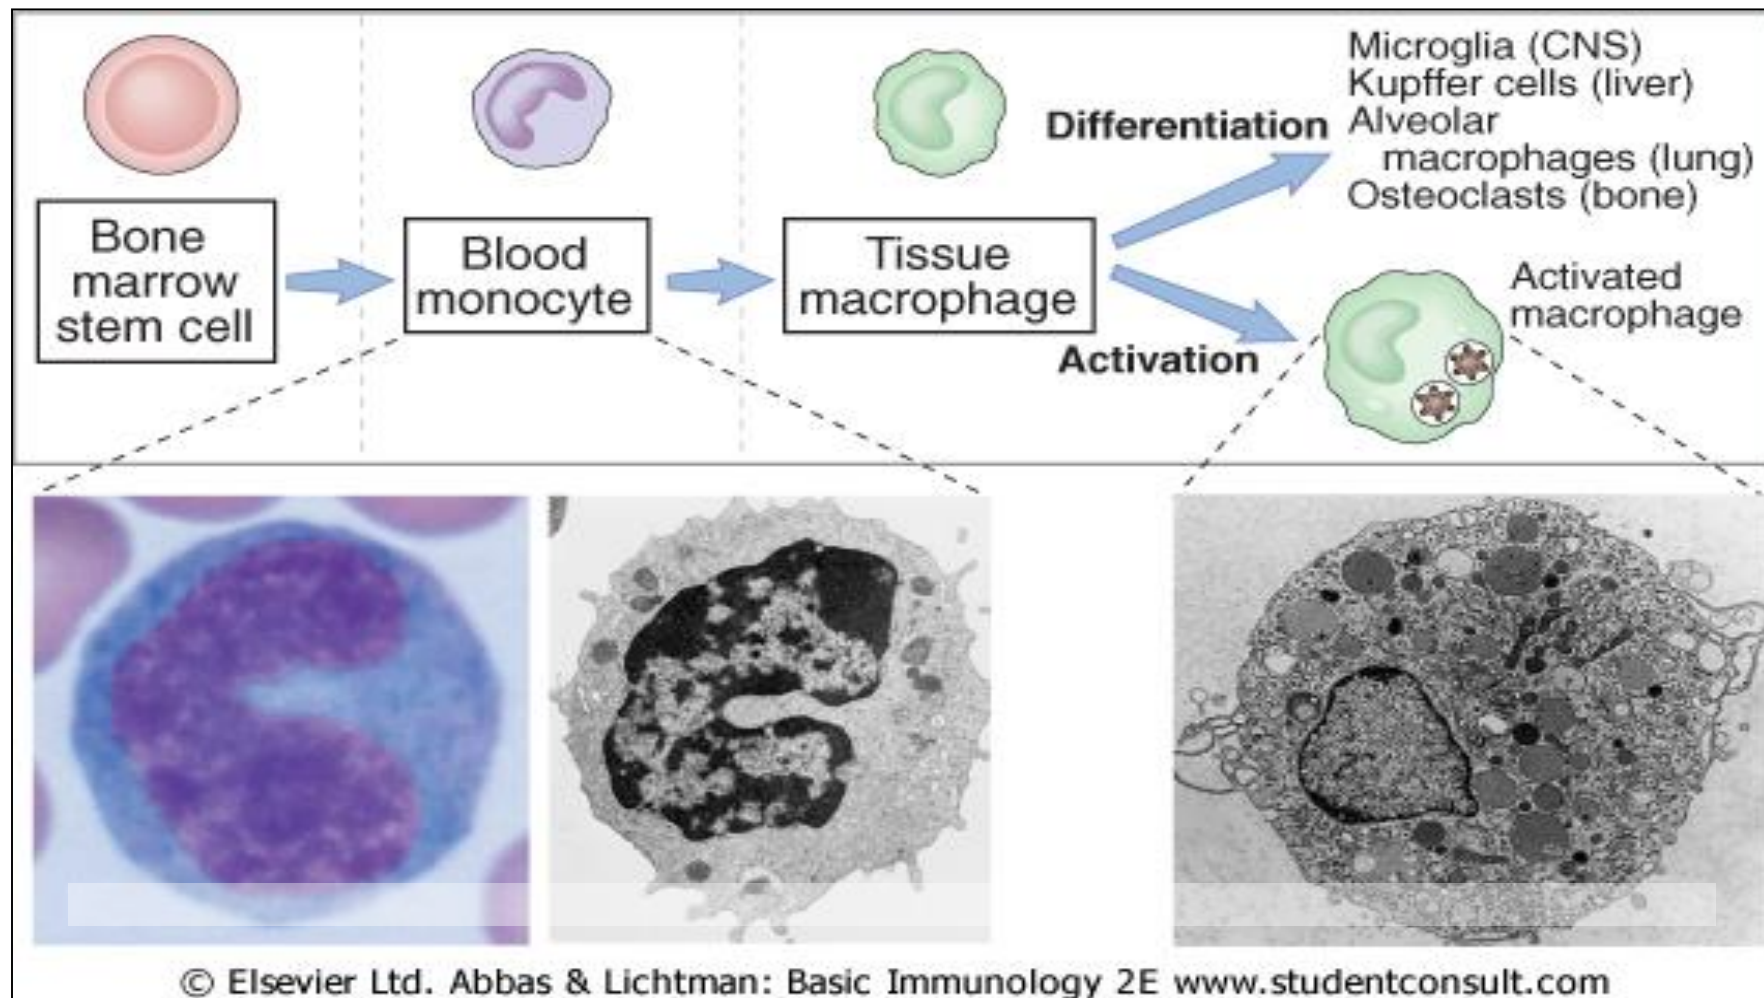 Bone
marrow
stem cell
Blood
monocyte
Tissue
macrophage
Differentiation
Microglia (CNS)
Kupffer cells (liver)
Alveolar
macrophages (lung)
Osteoclasts (bone)
Activation
Activated
macrophage
© Elsevier Ltd. Abbas & Lichtman: Basic Immunology 2E www.studentconsult.com